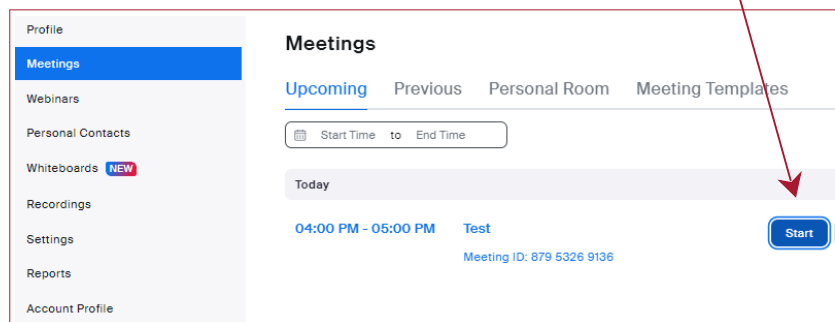 Profile
Meetings
Webinars
Personal Contacts
Whiteboards NEW
Recordings
Settings
Reports
Account Profile
Meetings
Upcoming Previous Personal Room Meeting Templates
Start Time to End Time
Today
04:00 PM - 05:00 PM Test Start
Meeting ID: 879 5326 9136